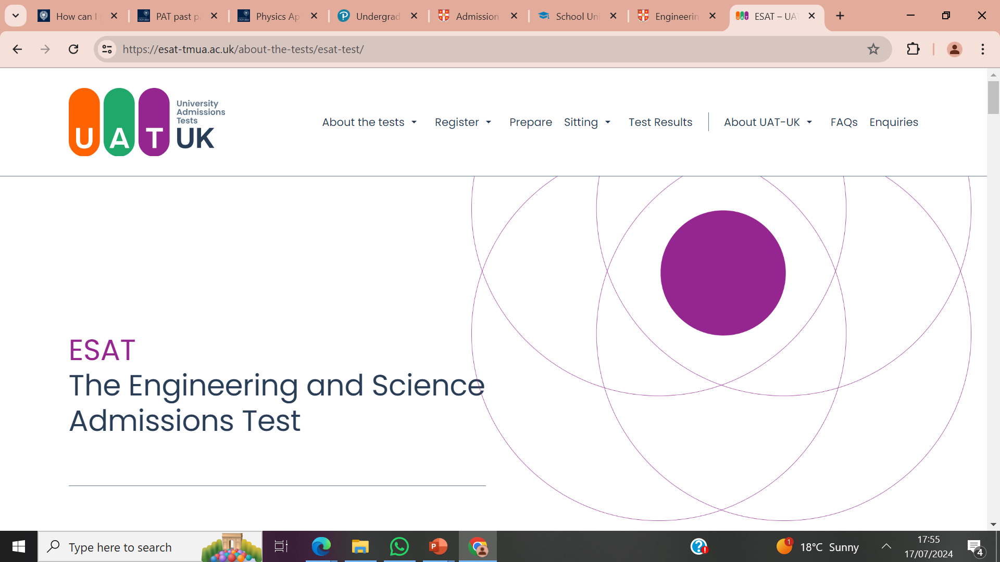 How can I
PAT past p
Physics Ap
Undergrad
Admission
School Uni
Engineerin
ESAT – UAT
https://esat-tmua.ac.uk/about-the-tests/esat-test/
UAT UK
University
Admissions
Tests
About the tests
Register
Prepare
Sitting
Test Results
About UAT-UK
FAQs
Enquiries
ESAT
The Engineering and Science
Admissions Test
Type here to search
1
18°C Sunny
17:55
17/07/2024
4